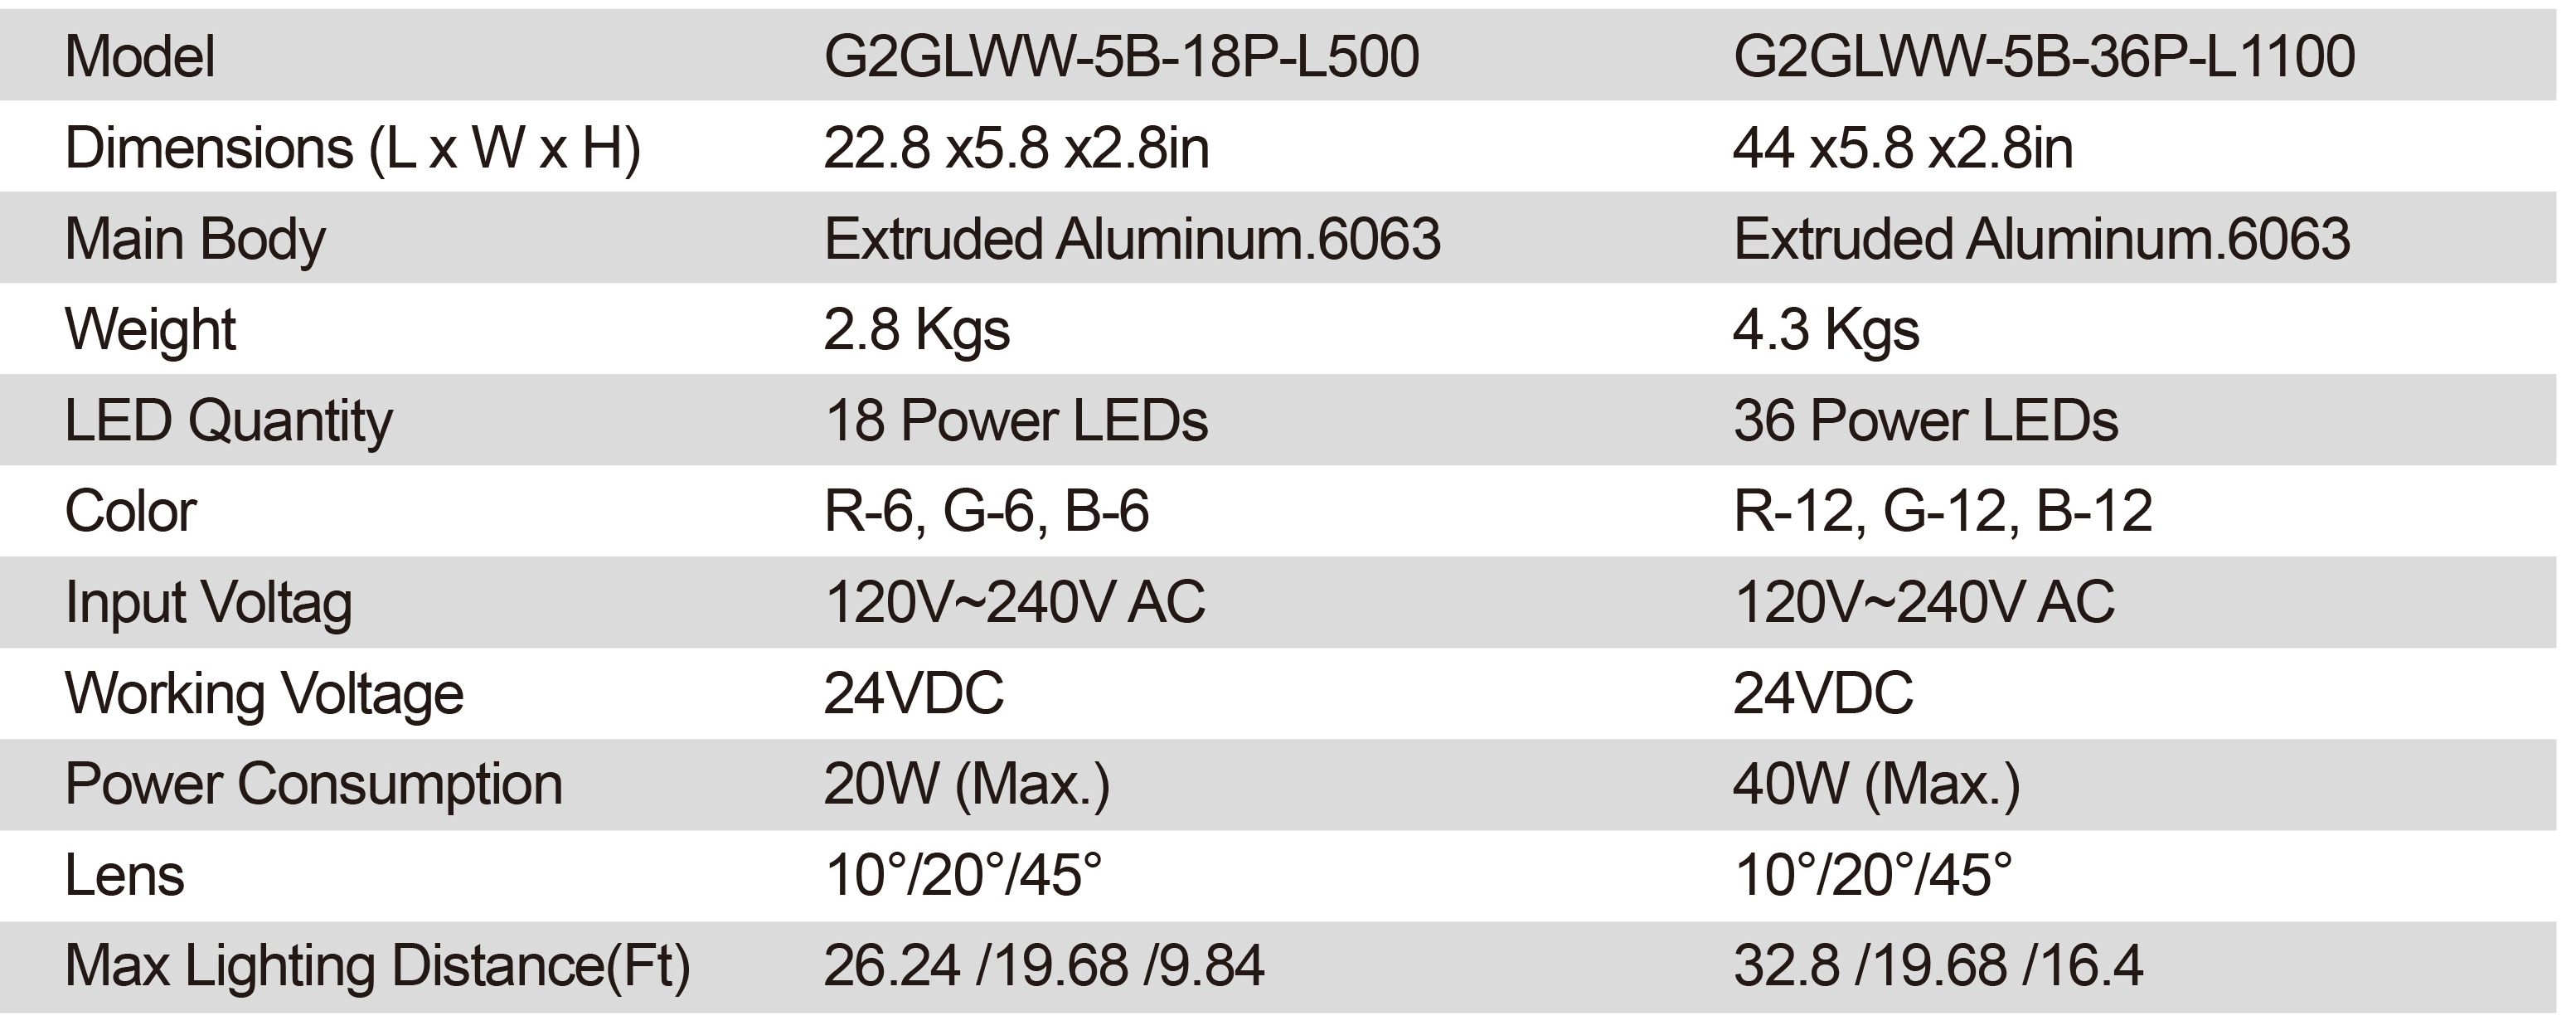 Model G2GLWW-5B-18P-L500 G2GLWW-5B-36P-L1100
Dimensions (L x W x H) 22.8 x5.8 x2.8in 44 x5.8 x2.8in
Main Body Extruded Aluminum.6063 Extruded Aluminum.6063
Weight 2.8 Kgs 4.3 Kgs
LED Quantity 18 Power LEDs 36 Power LEDs
Color R-6, G-6, B-6 R-12, G-12, B-12
Input Voltag 120V~240V AC 120V~240V AC
Working Voltage 24VDC 24VDC
Power Consumption 20W (Max.) 40W (Max.)
Lens 10°/20°/45° 10°/20°/45°
Max Lighting Distance(Ft) 26.24 /19.68 /9.84 32.8 /19.68 /16.4